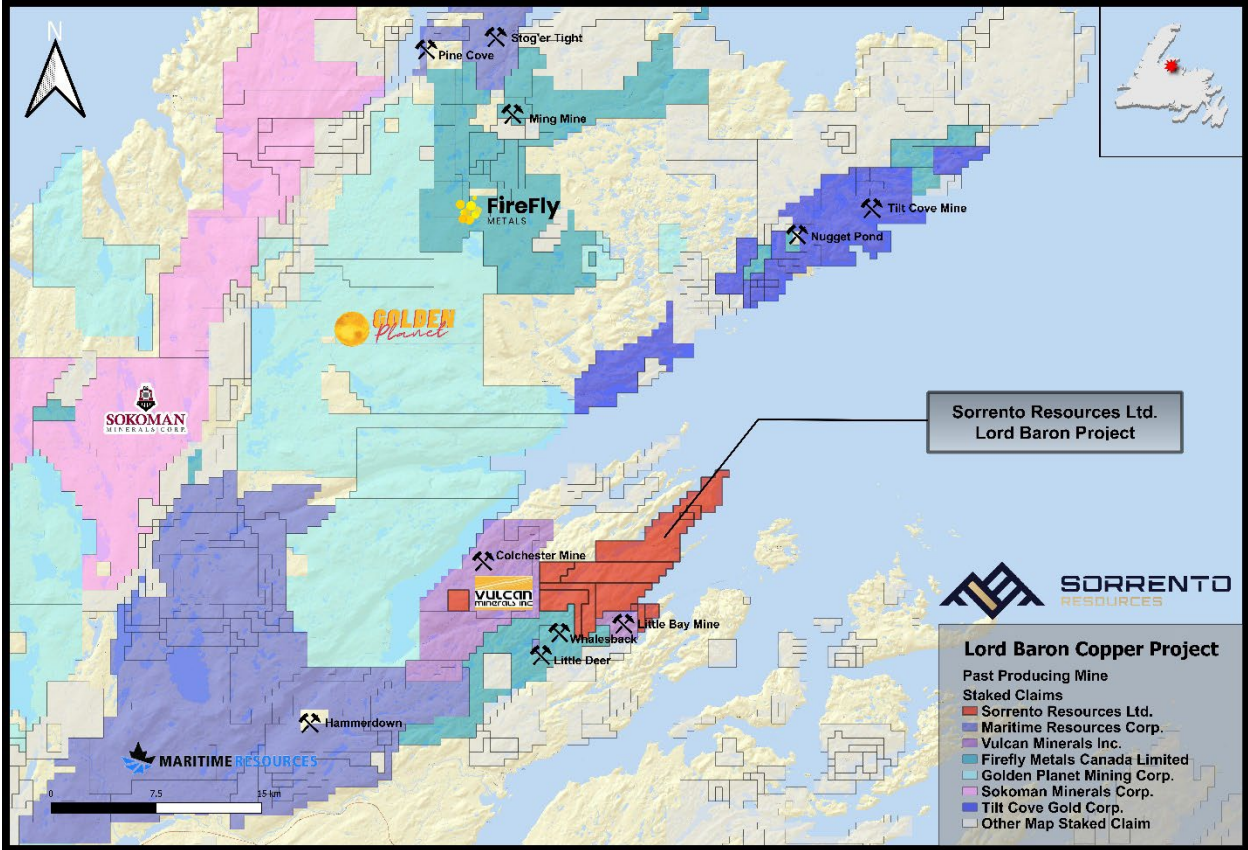 N
Stog'er Tight
Pine Cove
Ming Mine
FireFly
METALS
Tilt Cove Mine
Nugget Pond
GOLDEN
Planet
SOKOMAN
MINERALS CORP.
Sorrento Resources Ltd.
Lord Baron Project
Colchester Mine
VULCAN
minerals inc
Little Bay Mine
Whalesback
Little Deer
Hammerdown
MARITIME RESOURCES
0 7.5 15 km
SORRENTO
RESOURCES
Lord Baron Copper Project
Past Producing Mine
Staked Claims
Sorrento Resources Ltd.
Maritime Resources Corp.
Vulcan Minerals Inc.
Firefly Metals Canada Limited
Golden Planet Mining Corp.
Sokoman Minerals Corp.
Tilt Cove Gold Corp.
Other Map Staked Claim